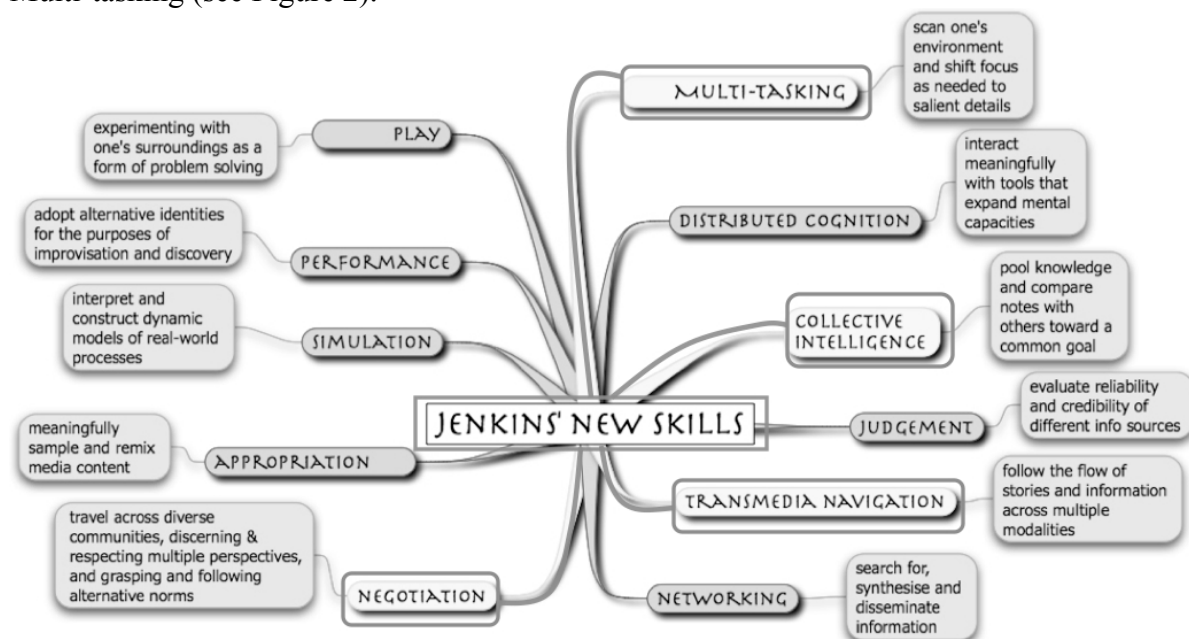 Multi-tasking (see Figure 2).
MULTI-TASKING
scan one's
environment
and shift focus
as needed to
salient details
PLAY
experimenting with
one's surroundings as a
form of problem solving
DISTRIBUTED COGNITION
interact
meaningfully
with tools that
expand mental
capacities
PERFORMANCE
adopt alternative identities
for the purposes of
improvisation and discovery
COLLECTIVE
INTELLIGENCE
pool knowledge
and compare
notes with
others toward a
common goal
SIMULATION
interpret and
construct dynamic
models of real-world
processes
JENKINS' NEW SKILLS
JUDGEMENT
evaluate reliability
and credibility of
different info sources
APPROPRIATION
meaningfully
sample and remix
media content
TRANSMEDIA NAVIGATION
follow the flow of
stories and information
across multiple
modalities
NEGOTIATION
travel across diverse
communities, discerning &
respecting multiple perspectives,
and grasping and following
alternative norms
NETWORKING
search for,
synthesise and
disseminate
information